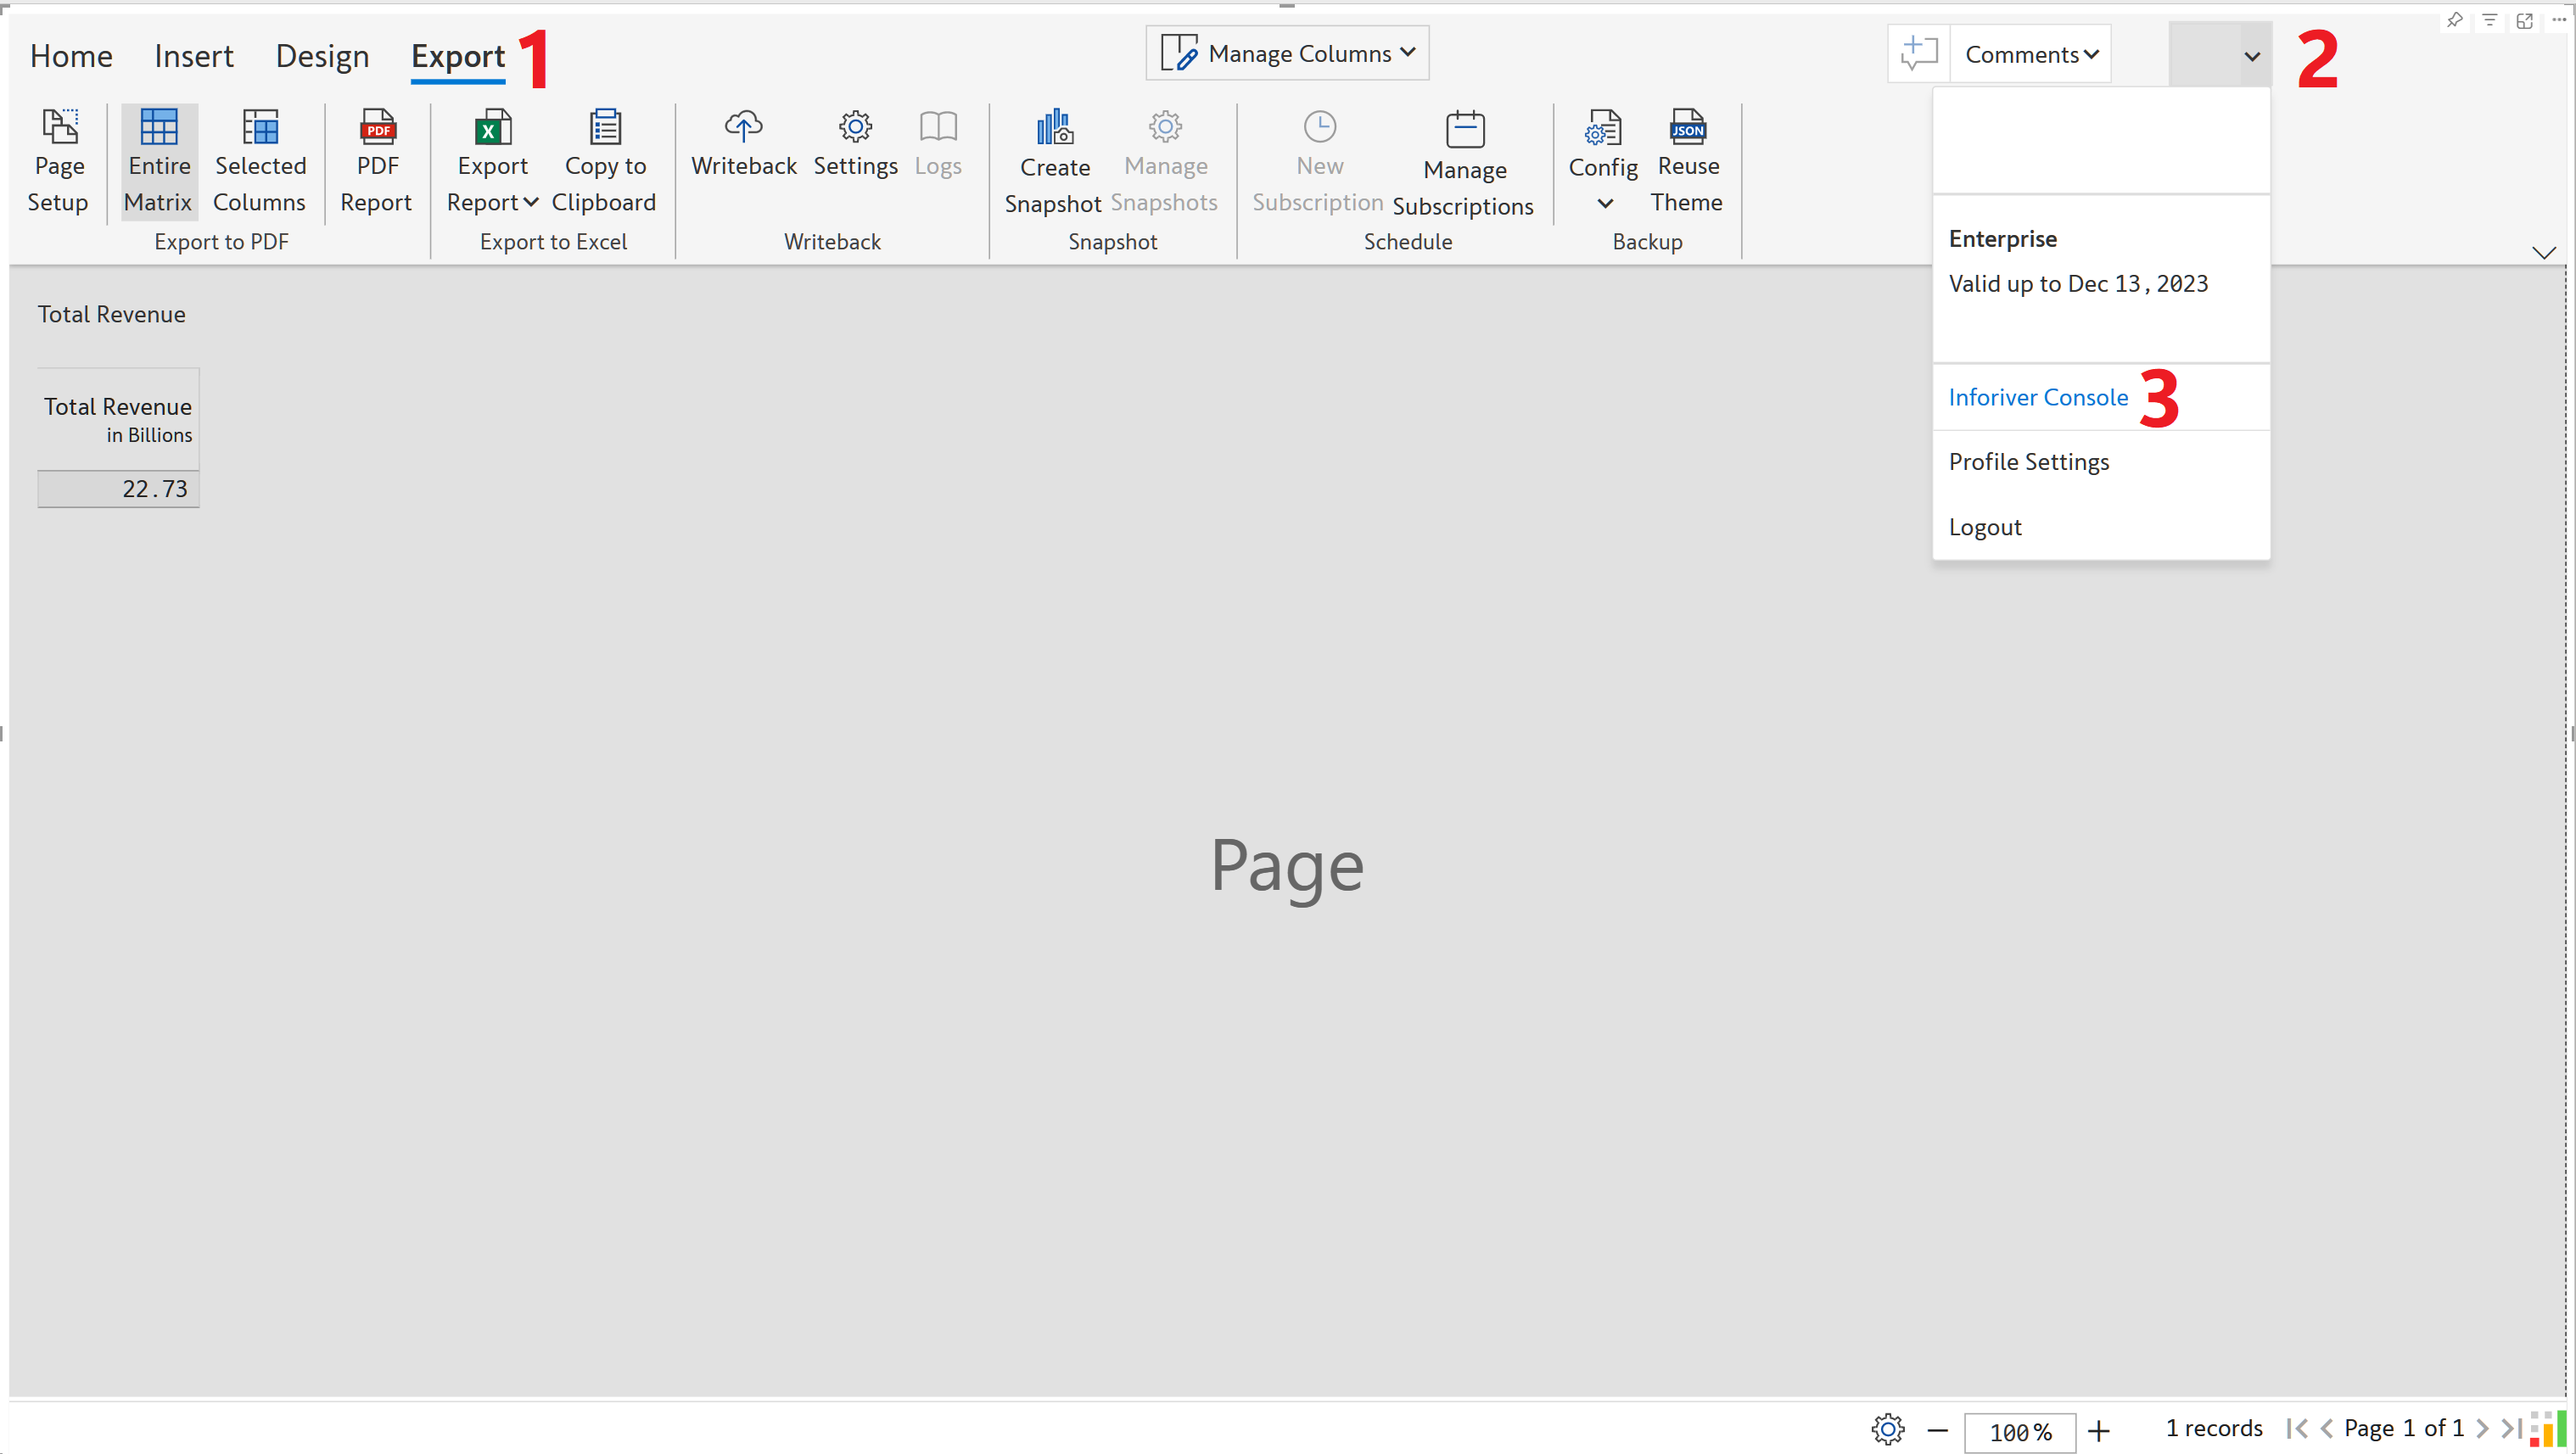 Home Insert Design Export 1 Manage Columns Comments 2
Page Setup
Entire Matrix
Selected Columns
PDF Report
Export Report
Copy to Clipboard
Writeback
Settings
Logs
Create Snapshot
Manage Snapshots
New Subscription
Manage Subscriptions
Config
Reuse Theme
PDF
X
JSON
Export to PDF
Export to Excel
Writeback
Snapshot
Schedule
Backup
Enterprise
Valid up to Dec 13, 2023
Inforiver Console 3
Profile Settings
Logout
Total Revenue
Total Revenue
in Billions
22.73
Page
100%
1 records
Page 1 of 1